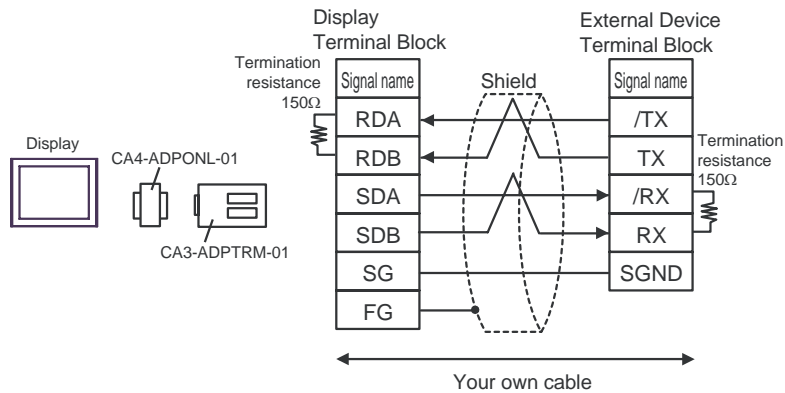 Display
Terminal Block
External Device
Terminal Block
Termination
resistance
150Ω
Signal name
Shield
Signal name
RDA
/TX
RDB
TX
Termination
resistance
150Ω
Display
CA4-ADPONL-01
SDA
/RX
SDB
RX
CA3-ADPTRM-01
SG
SGND
FG
Your own cable